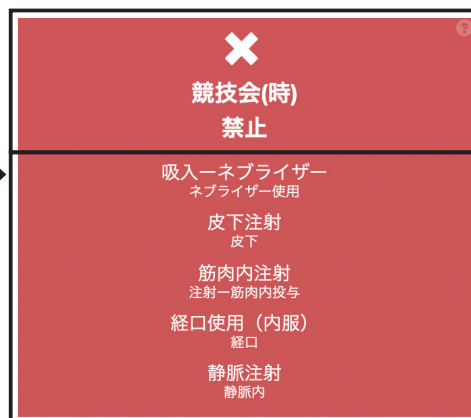 ?
競技会(時)
禁止
吸入ーネブライザー
ネブライザー使用
皮下注射
皮下
筋肉内注射
注射ー筋肉内投与
経口使用（内服）
経口
静脈注射
静脈内